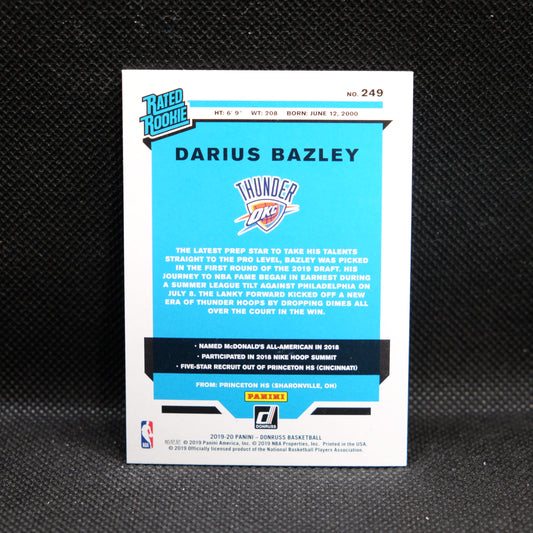 RATED
ROOKIE
NO. 249
HT: 6' 9" WT: 208 BORN: JUNE 12, 2000
DARIUS BAZLEY
THUNDER
OKC
THE LATEST PREP STAR TO TAKE HIS TALENTS
STRAIGHT TO THE PRO LEVEL, BAZLEY WAS PICKED
IN THE FIRST ROUND OF THE 2019 DRAFT. HIS
JOURNEY TO NBA FAME BEGAN IN EARNEST DURING
A SUMMER LEAGUE TILT AGAINST PHILADELPHIA ON
JULY 8. THE LANKY FORWARD KICKED OFF A NEW
ERA OF THUNDER HOOPS BY DROPPING DIMES ALL
OVER THE COURT IN THE WIN.
• NAMED McDONALD'S ALL-AMERICAN IN 2018
• PARTICIPATED IN 2018 NIKE HOOP SUMMIT
• FIVE-STAR RECRUIT OUT OF PRINCETON HS (CINCINNATI)
FROM: PRINCETON HS (SHARONVILLE, OH)
PANINI
DONRUSS
2019-20 PANINI - DONRUSS BASKETBALL
© 2019 Panini America, Inc. © 2019 NBA Properties, Inc. Printed in the USA.
© 2019 Officially licensed product of the National Basketball Players Association.